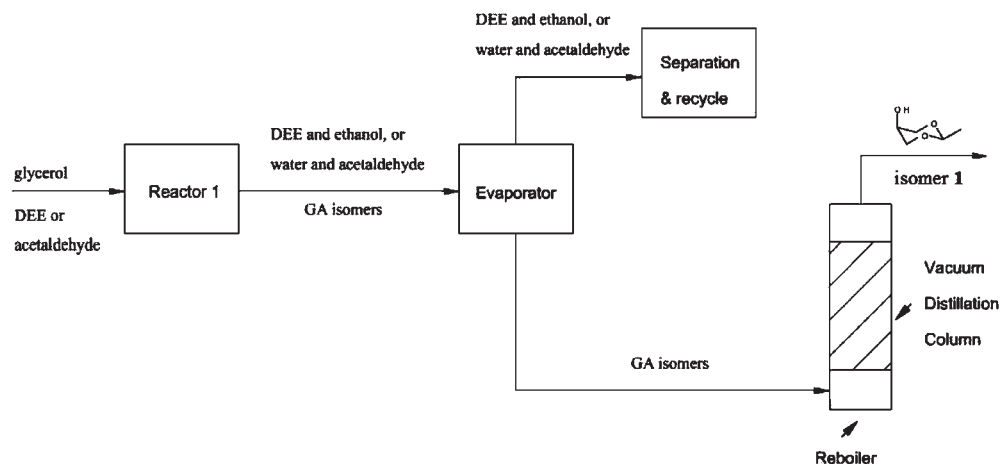 DEE and ethanol, or
water and acetaldehyde
Separation
& recycle
OH
O
O
isomer 1
DEE and ethanol, or
water and acetaldehyde
glycerol
Reactor 1
Evaporator
DEE or
acetaldehyde
GA isomers
Vacuum
Distillation
Column
GA isomers
Reboiler